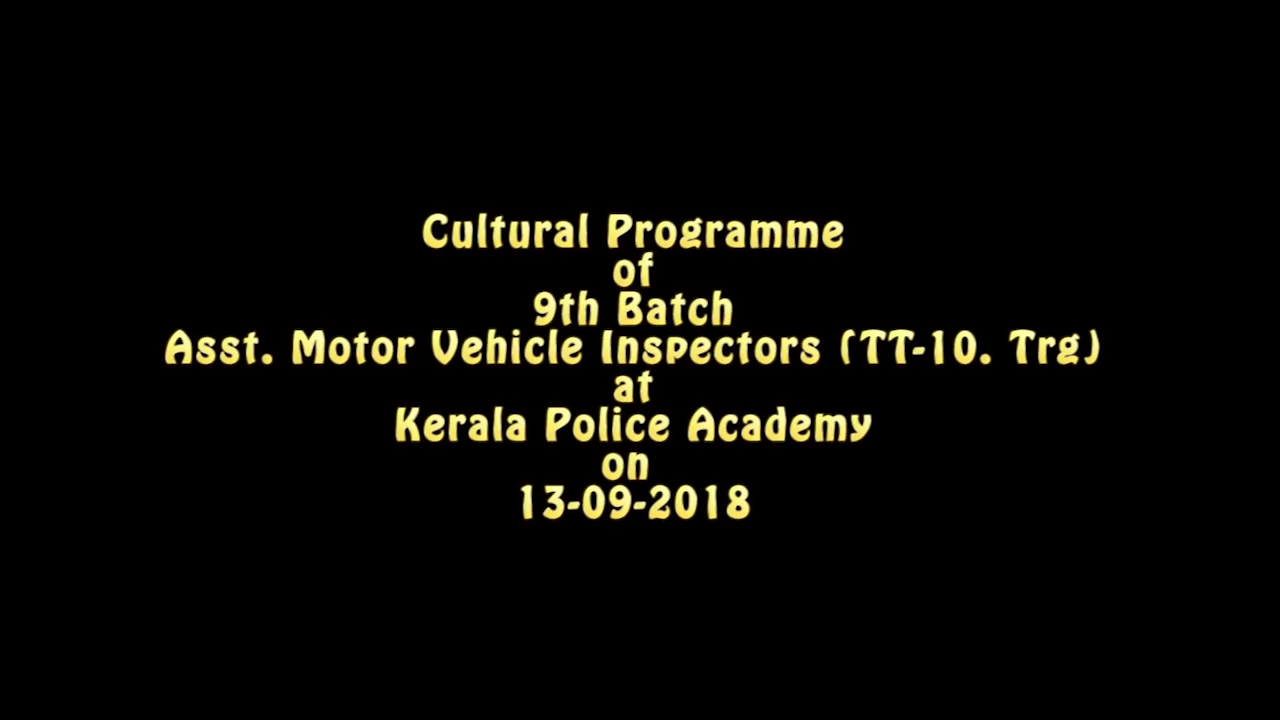 Cultural Programme
of
9th Batch
Asst. Motor Vehicle Inspectors (TT-10. Trg)
at
Kerala Police Academy
on
13-09-2018